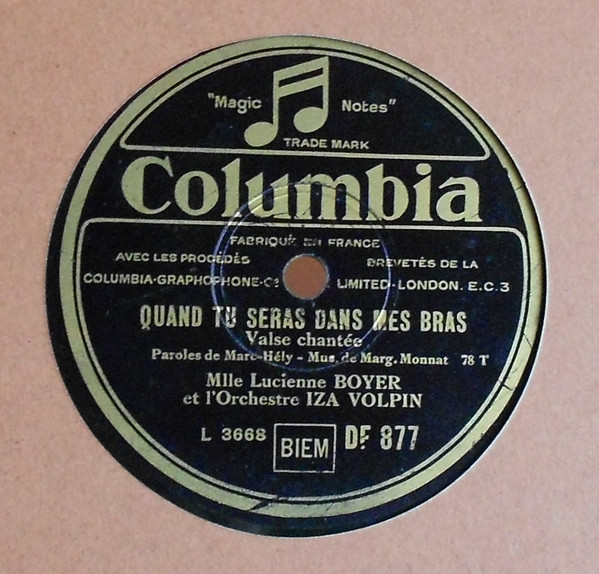 "Magic Notes"
TRADE MARK
Columbia
FABRIQUÉ EN FRANCE
AVEC LES PROCÉDÉS BREVETÉS DE LA
COLUMBIA-GRAPHOPHONE-Cº LIMITED-LONDON. E.C.3
QUAND TU SERAS DANS MES BRAS
Valse chantée
Paroles de Marc-Hély - Mus. de Marg. Monnat 78 T
Mlle Lucienne BOYER
et l'Orchestre IZA VOLPIN
L 3668 BIEM DF 877